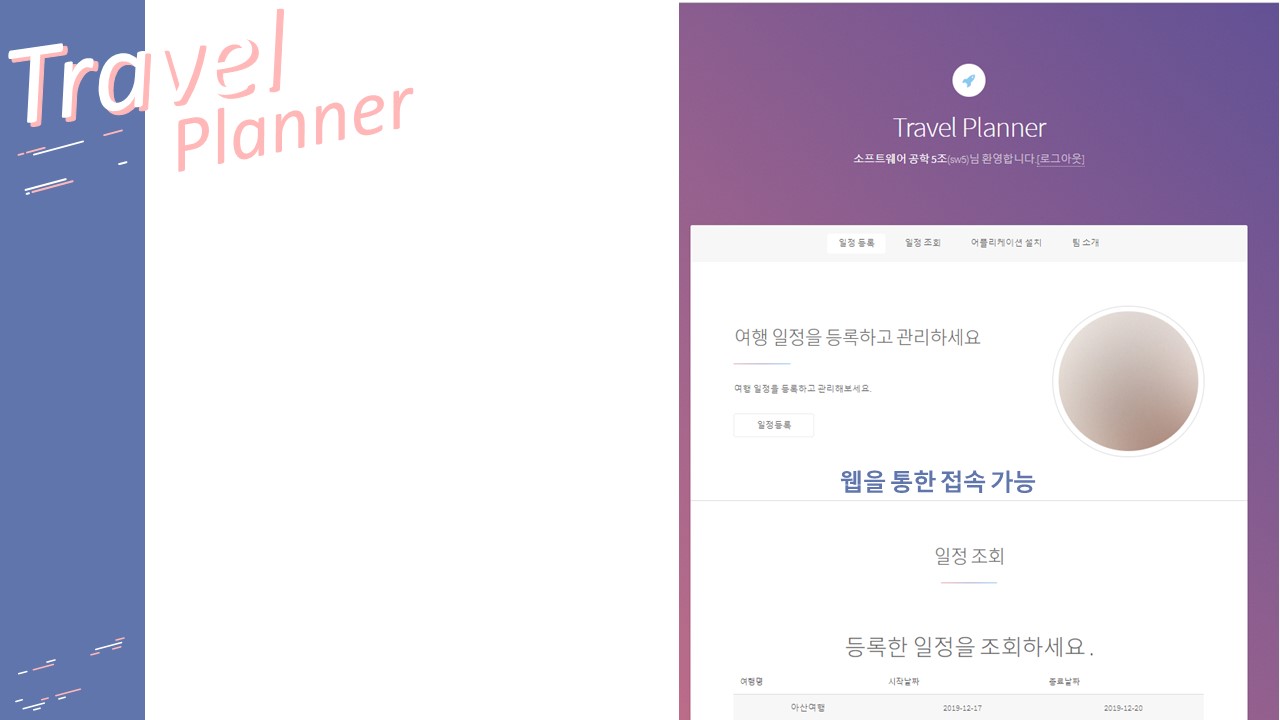 Travel
Planner
Travel Planner
소프트웨어 공학 5조(sw5)님 환영합니다.[로그아웃]
일정 등록 일정 조회 어플리케이션 설치 팀 소개
여행 일정을 등록하고 관리하세요
여행 일정을 등록하고 관리해보세요.
일정등록
웹을 통한 접속 가능
일정 조회
등록한 일정을 조회하세요.
여행명 시작날짜 종료날짜
아산여행 2019-12-17 2019-12-20